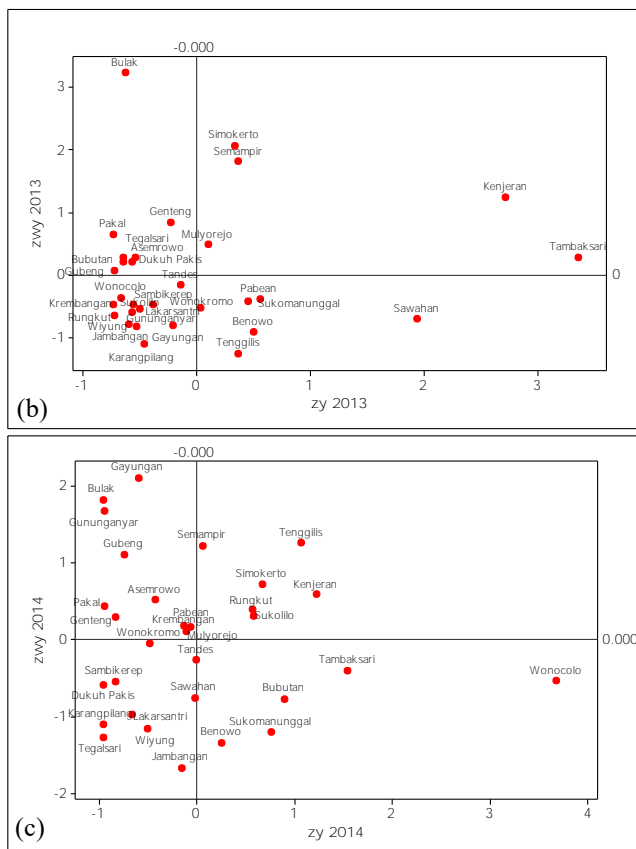 -0.000
Bulak
3
Simokerto
2
Semampir
Kenjeran
zwy 2013
Genteng
1
Pakal
Mulyorejo
Tegalsari
Tambaksari
Asemrowo
Bubutan
Dukuh Pakis
Gubeng
Tandes
0
0
Wonocolo
Pabean
Sambikerep
Krembangan
Sukolilo
Wonokromo
Sukomanunggal
Lakarsantri
Sawahan
Rungkut
Gununganyar
Wiyung
Benowo
-1
Jambangan
Gayungan
Tenggilis
Karangpilang
-1
0
1
2
3
(b)
zy 2013
-0.000
Gayungan
2
Bulak
Gununganyar
Semampir
Tenggilis
Gubeng
1
Simokerto
Asemrowo
Kenjeran
zwy 2014
Pakal
Rungkut
Pabean
Genteng
Krembangan
Sukolilo
Wonokromo
Mulyorejo
0
0.000
Tandes
Sambikerep
Tambaksari
Wonocolo
Dukuh Pakis
Sawahan
Bubutan
-1
Karangpilang
Lakarsantri
Sukomanunggal
Tegalsari
Wiyung
Benowo
Jambangan
-2
-1
0
1
2
3
4
(c)
zy 2014